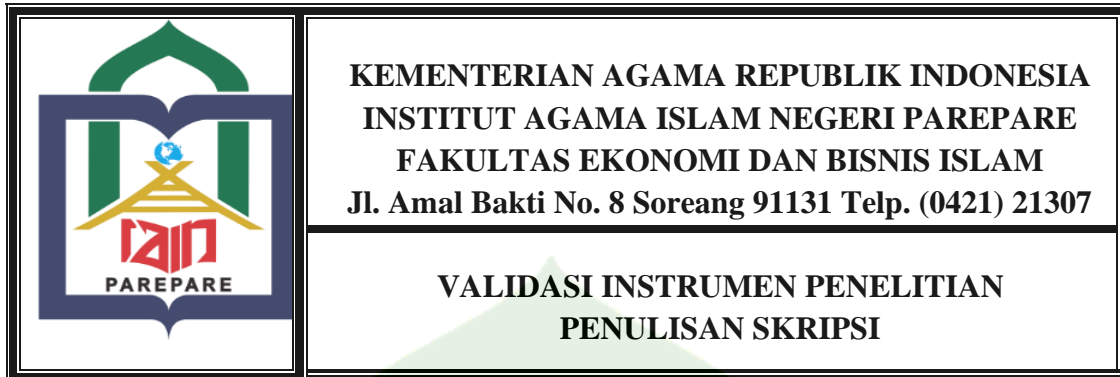 iain
PAREPARE
KEMENTERIAN AGAMA REPUBLIK INDONESIA
INSTITUT AGAMA ISLAM NEGERI PAREPARE
FAKULTAS EKONOMI DAN BISNIS ISLAM
Jl. Amal Bakti No. 8 Soreang 91131 Telp. (0421) 21307
VALIDASI INSTRUMEN PENELITIAN
PENULISAN SKRIPSI